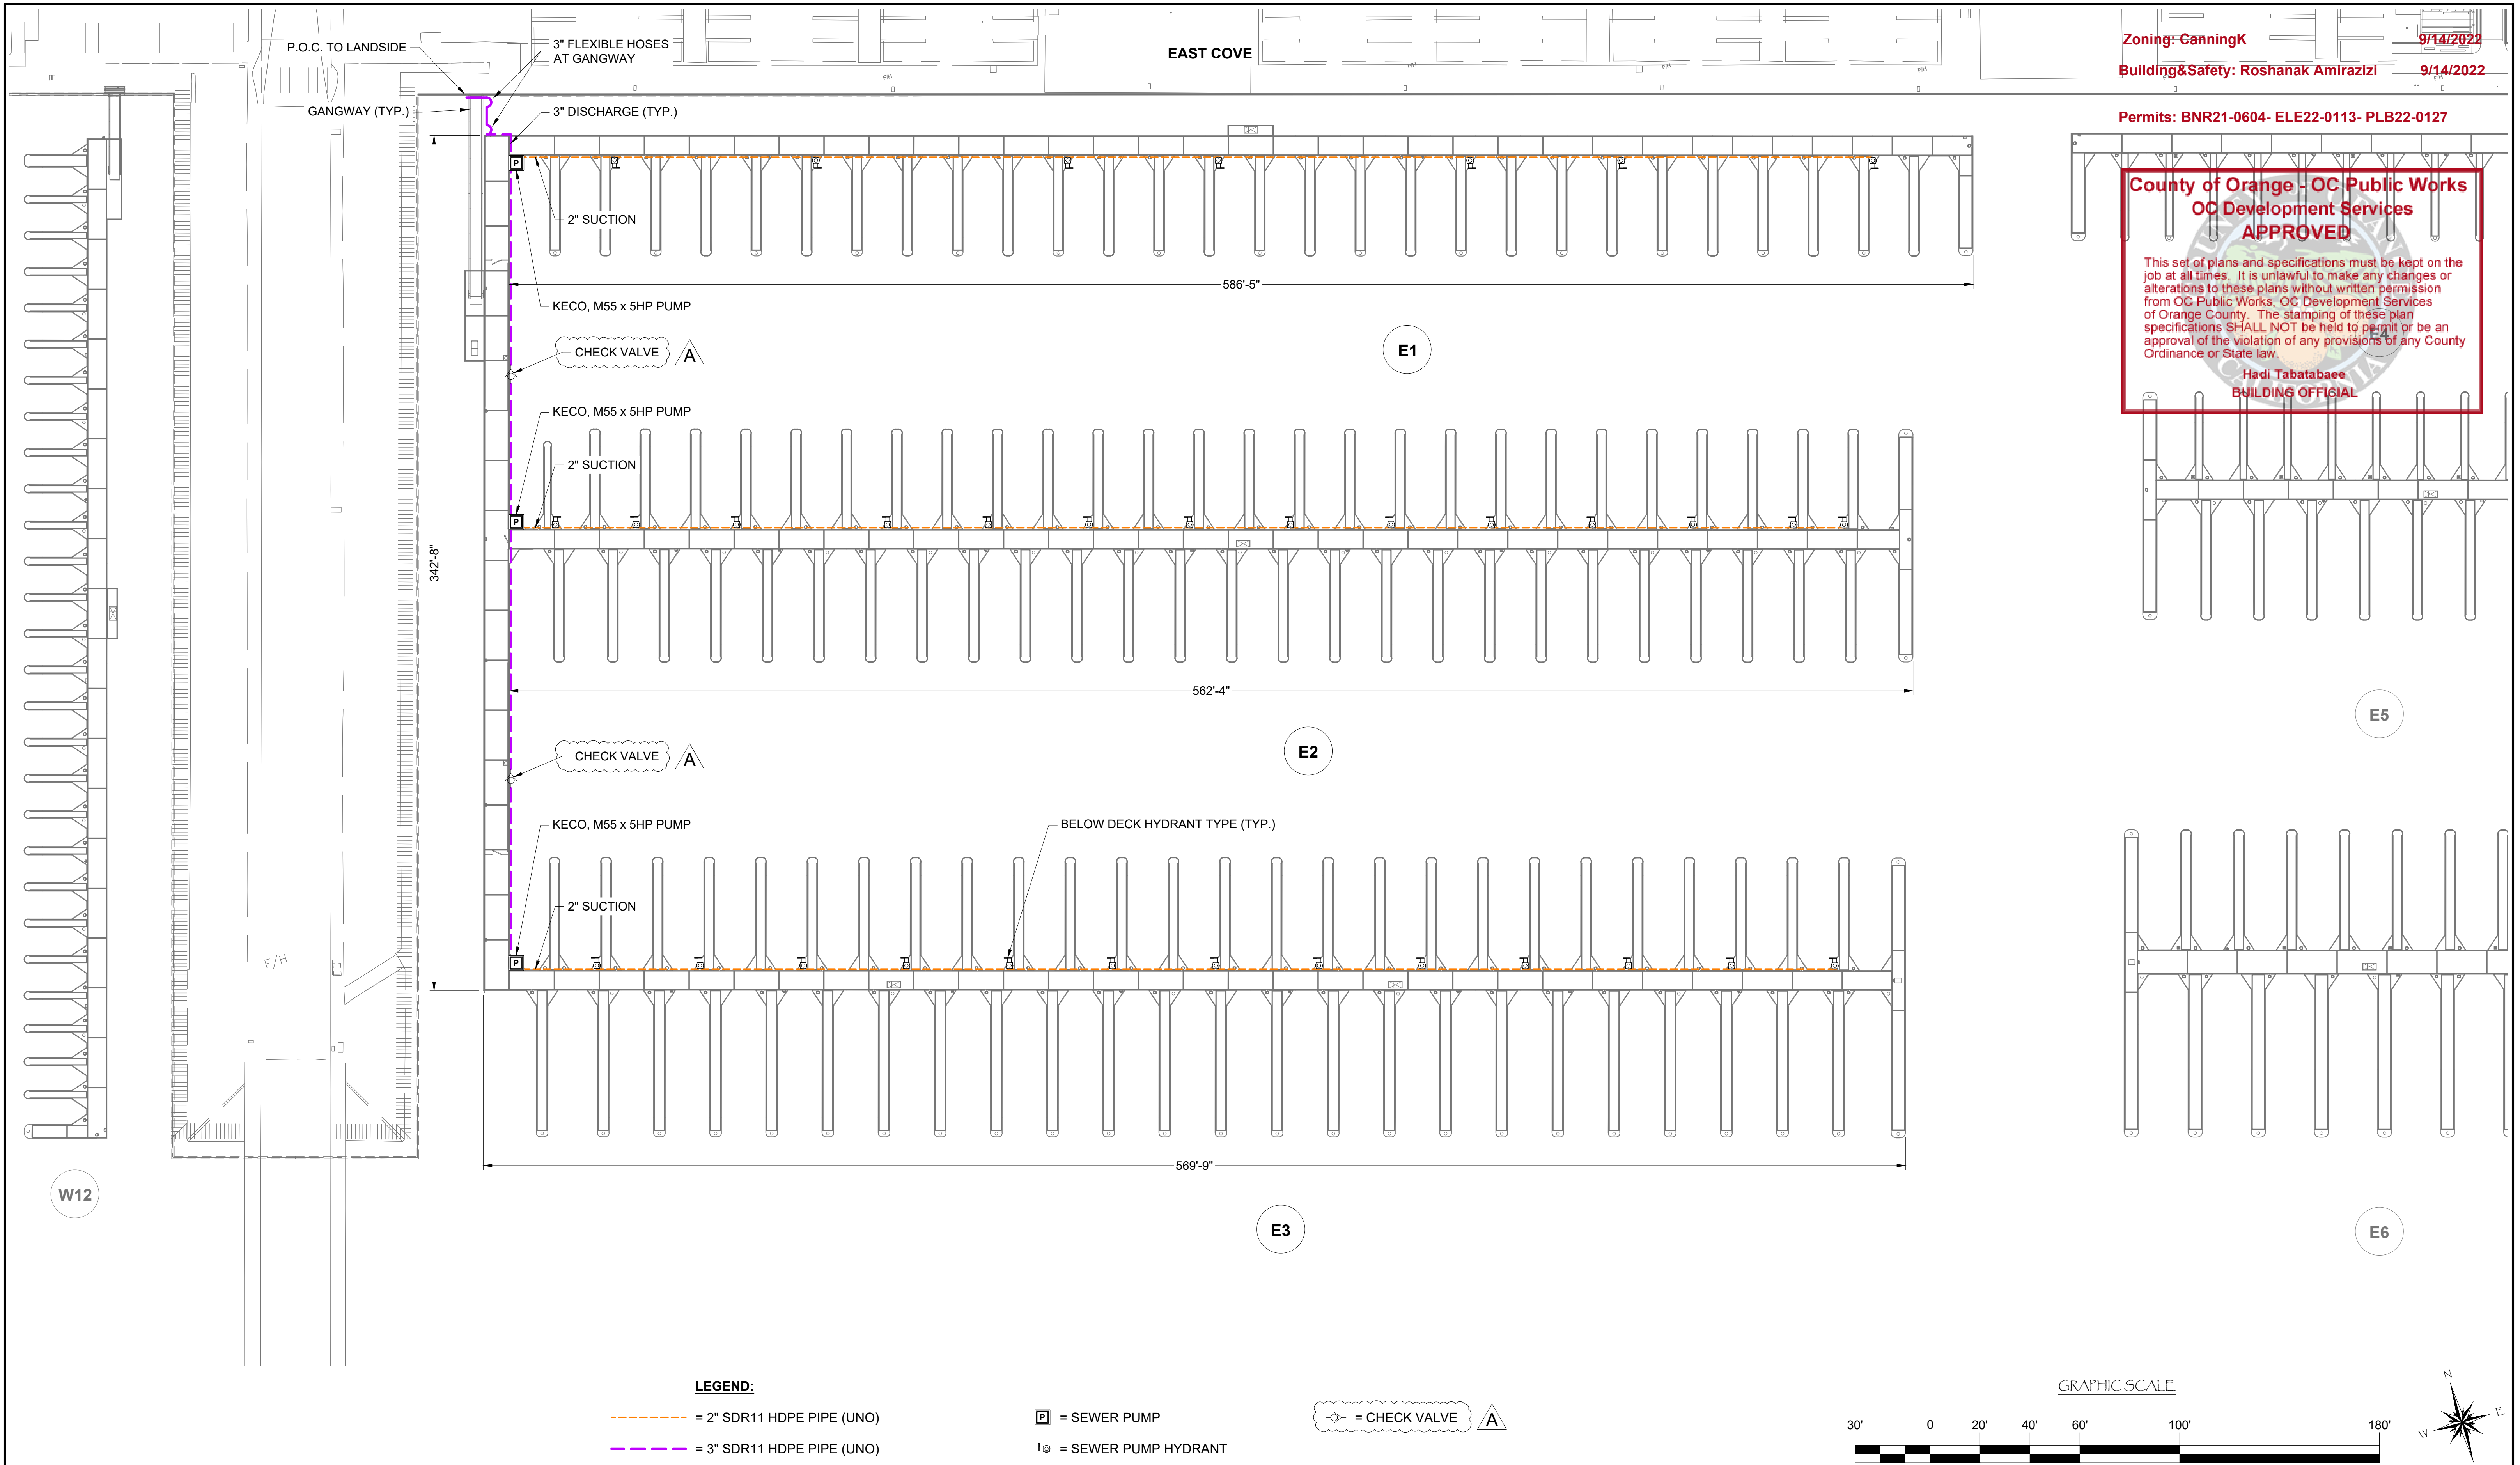 P.O.C. TO LANDSIDE
3" FLEXIBLE HOSES
AT GANGWAY
EAST COVE
Zoning: CanningK 9/14/2022
Building&Safety: Roshanak Amirazizi 9/14/2022
Permits: BNR21-0604- ELE22-0113- PLB22-0127
F/H
F/H
F/H
F/H
F/H
GANGWAY (TYP.)
3" DISCHARGE (TYP.)
P
2" SUCTION
586'-5"
KECO, M55 x 5HP PUMP
CHECK VALVE
A
E1
County of Orange - OC Public Works
OC Development Services
APPROVED
This set of plans and specifications must be kept on the
job at all times. It is unlawful to make any changes or
alterations to these plans without written permission
from OC Public Works, OC Development Services
of Orange County. The stamping of these plan
specifications SHALL NOT be held to permit or be an
approval of the violation of any provisions of any County
Ordinance or State law.
Hadi Tabatabaee
BUILDING OFFICIAL
COUNTY OF ORANGE
CALIFORNIA
E4
KECO, M55 x 5HP PUMP
2" SUCTION
P
342'-8"
562'-4"
E5
CHECK VALVE
A
E2
KECO, M55 x 5HP PUMP
BELOW DECK HYDRANT TYPE (TYP.)
2" SUCTION
P
F/H
569'-9"
W12
E3
E6
LEGEND:
= 2" SDR11 HDPE PIPE (UNO)
= 3" SDR11 HDPE PIPE (UNO)
P = SEWER PUMP
= SEWER PUMP HYDRANT
= CHECK VALVE
A
GRAPHIC SCALE
30' 0 20' 40' 60' 100' 180'
N
E
W